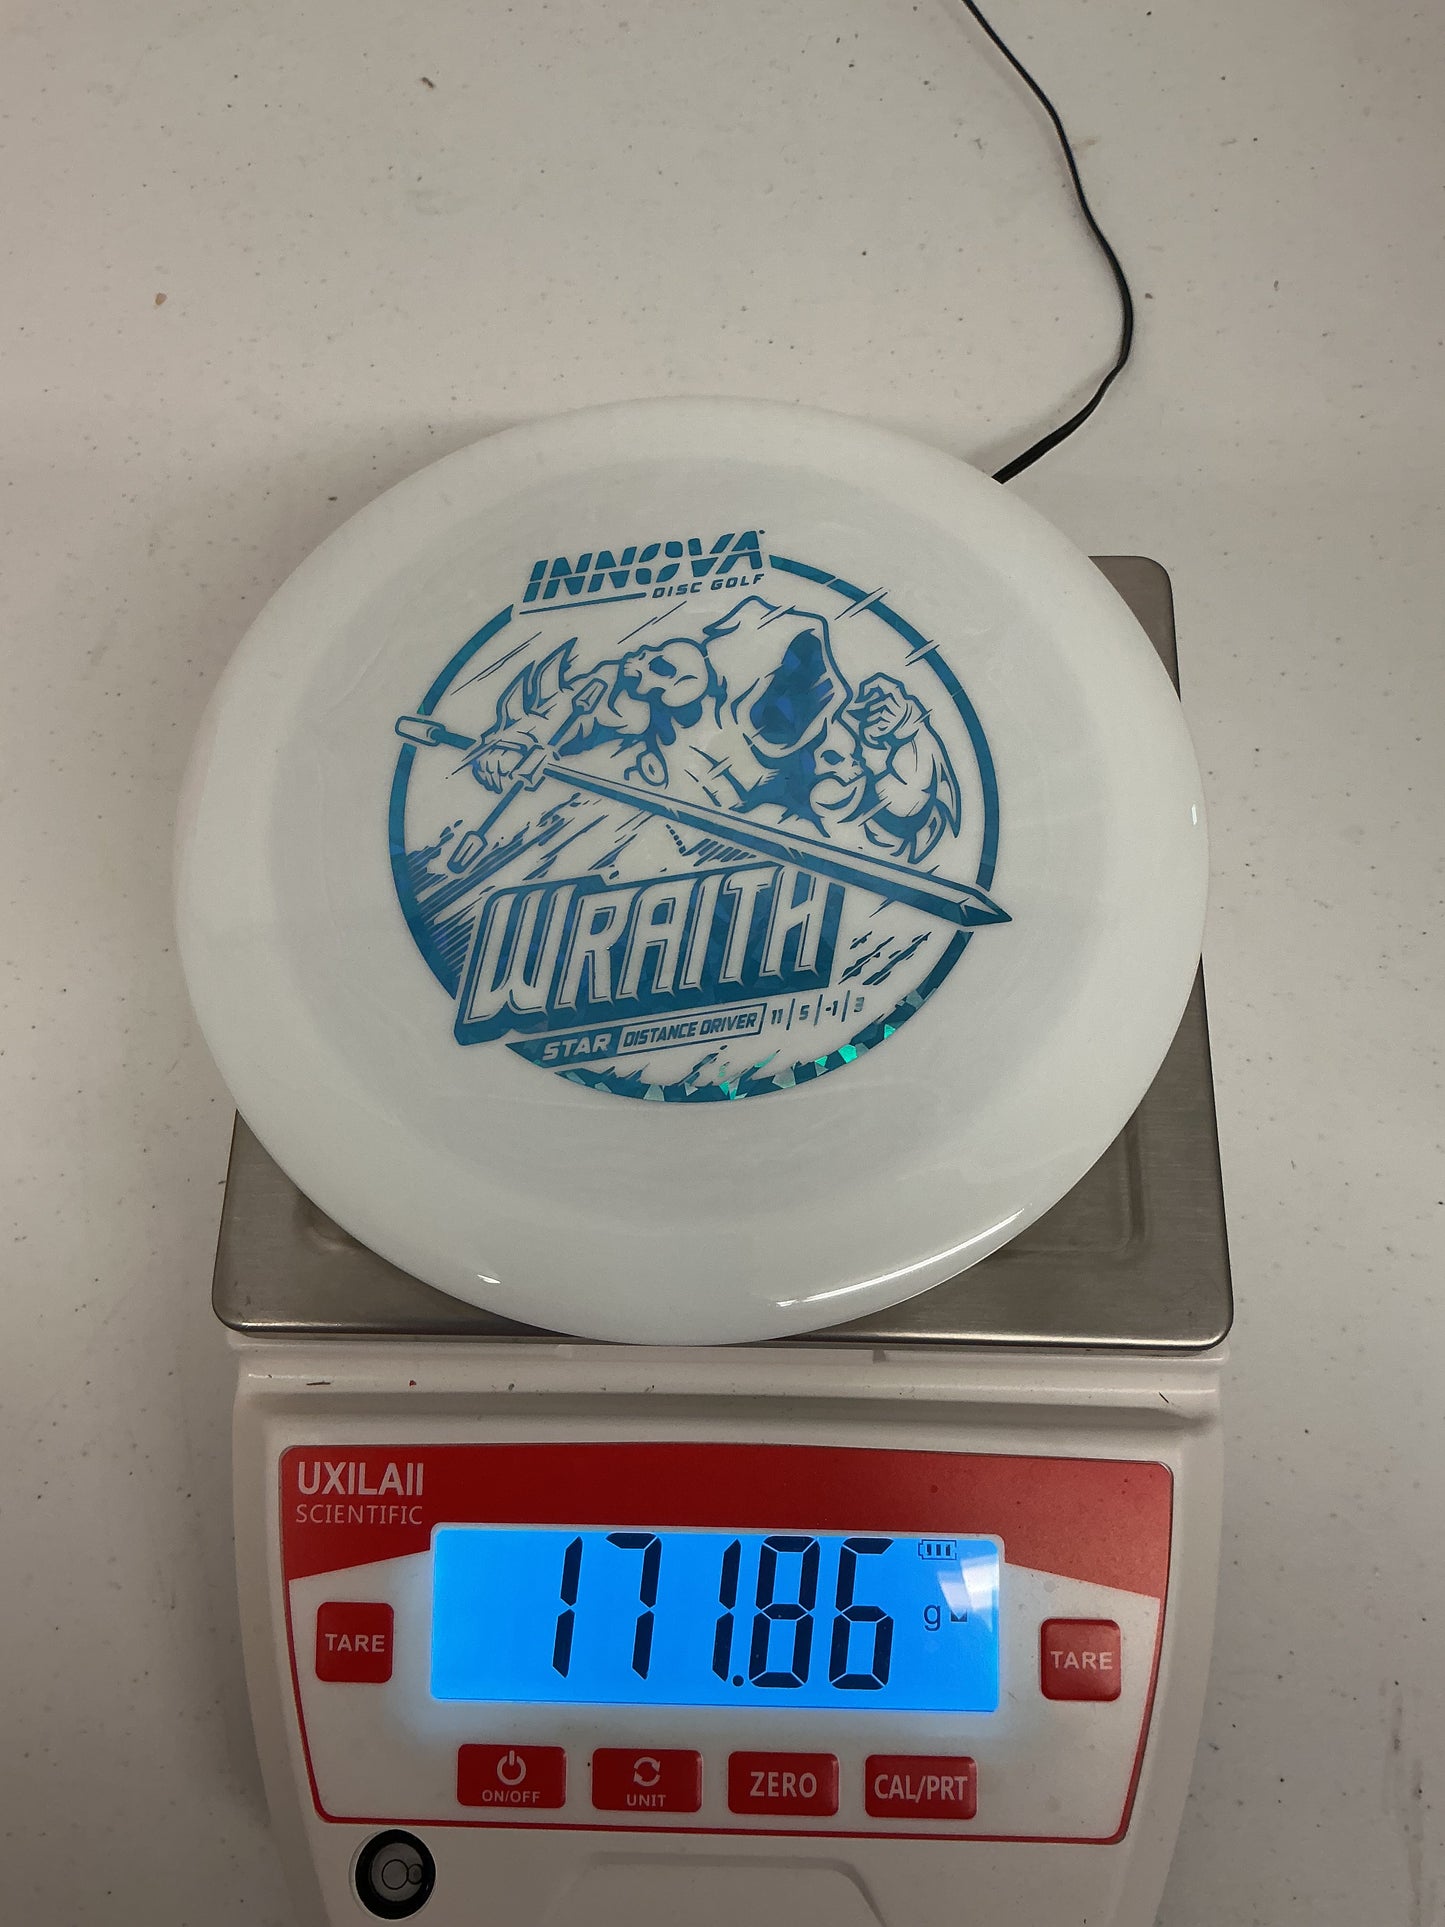 INNOVA
DISC GOLF
WRAITH
STAR DISTANCE DRIVER 11 | 5 | -1 | 3
UXILAII
SCIENTIFIC
171.86 g
TARE
TARE
ON/OFF
UNIT
ZERO
CAL/PRT